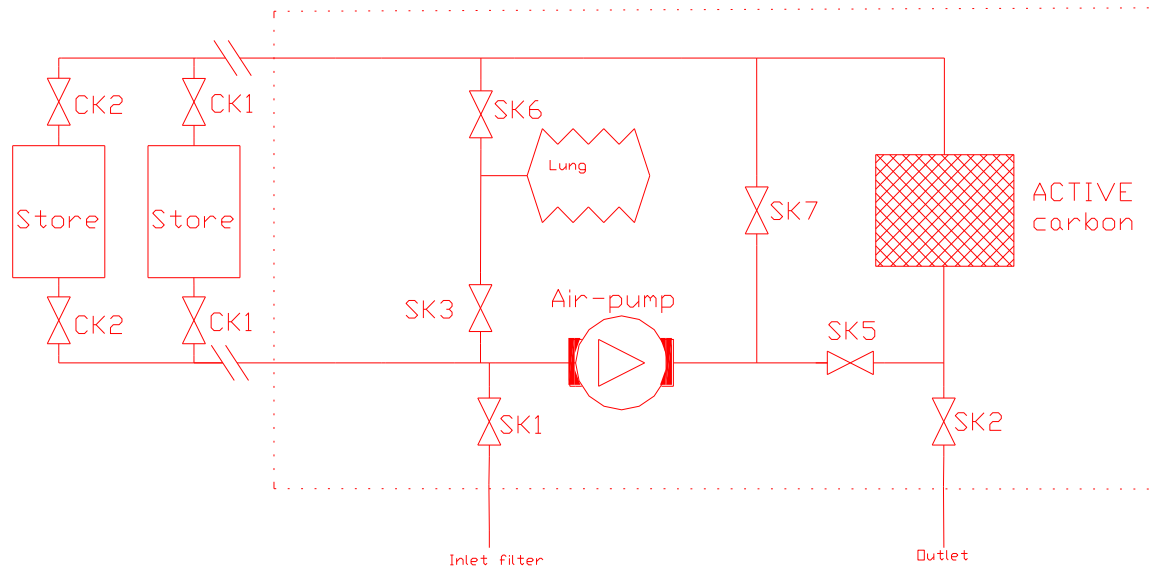 CK2
CK1
SK6
Lung
Store
Store
SK7
ACTIVE
carbon
CK2
CK1
SK3
Air-pump
SK5
SK1
SK2
Inlet filter
Outlet